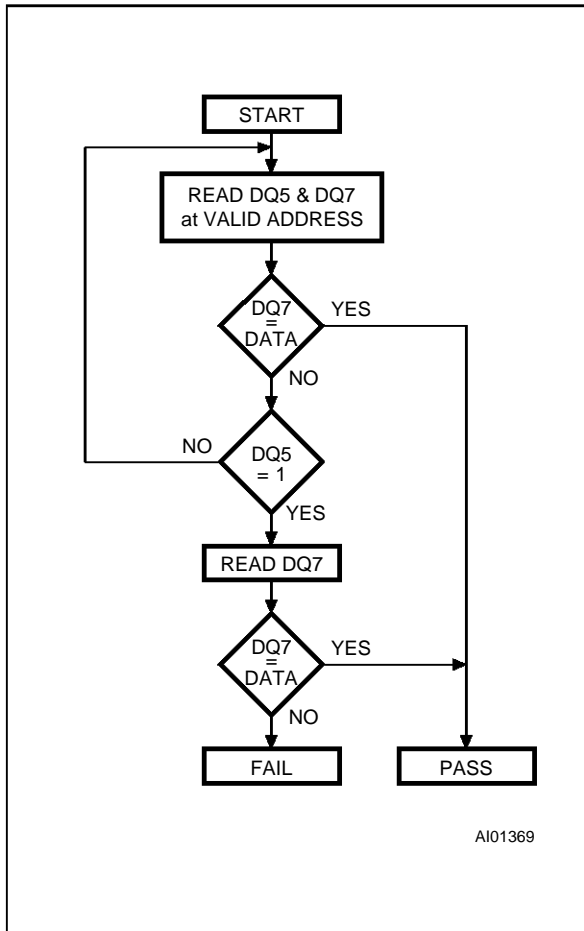 START
READ DQ5 & DQ7
at VALID ADDRESS
DQ7
=
DATA
YES
NO
DQ5
= 1
NO
YES
READ DQ7
DQ7
=
DATA
YES
NO
FAIL
PASS
AI01369